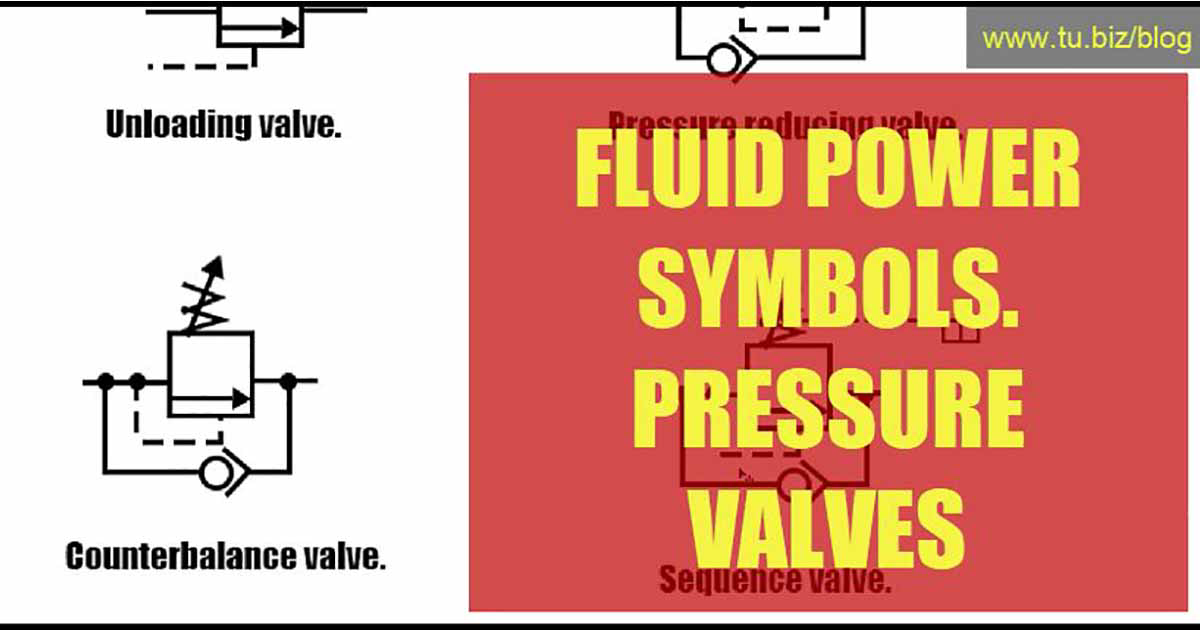 www.tu.biz/blog
Unloading valve.
Pressure reducing valve.
FLUID POWER
SYMBOLS.
PRESSURE
VALVES
Counterbalance valve.
Sequence valve.